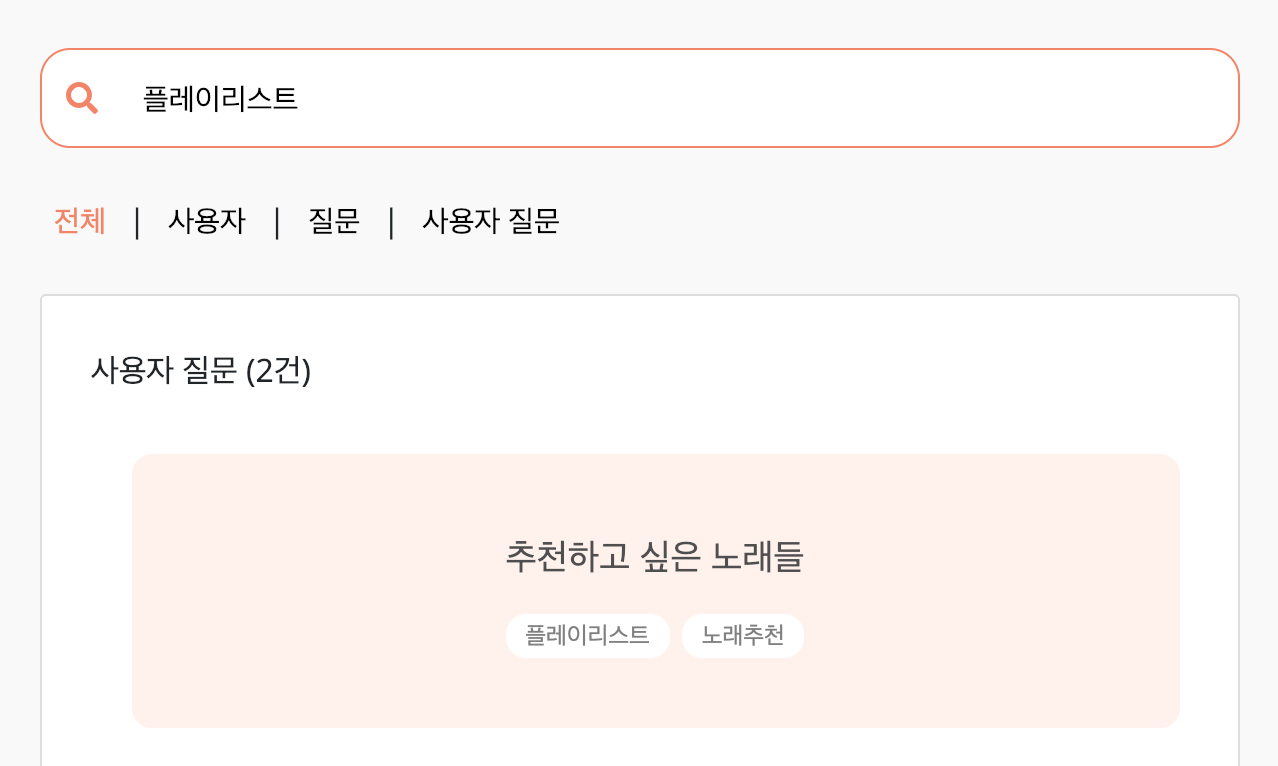 플레이리스트
전체 | 사용자 | 질문 | 사용자 질문
사용자 질문 (2건)
추천하고 싶은 노래들
플레이리스트 노래추천